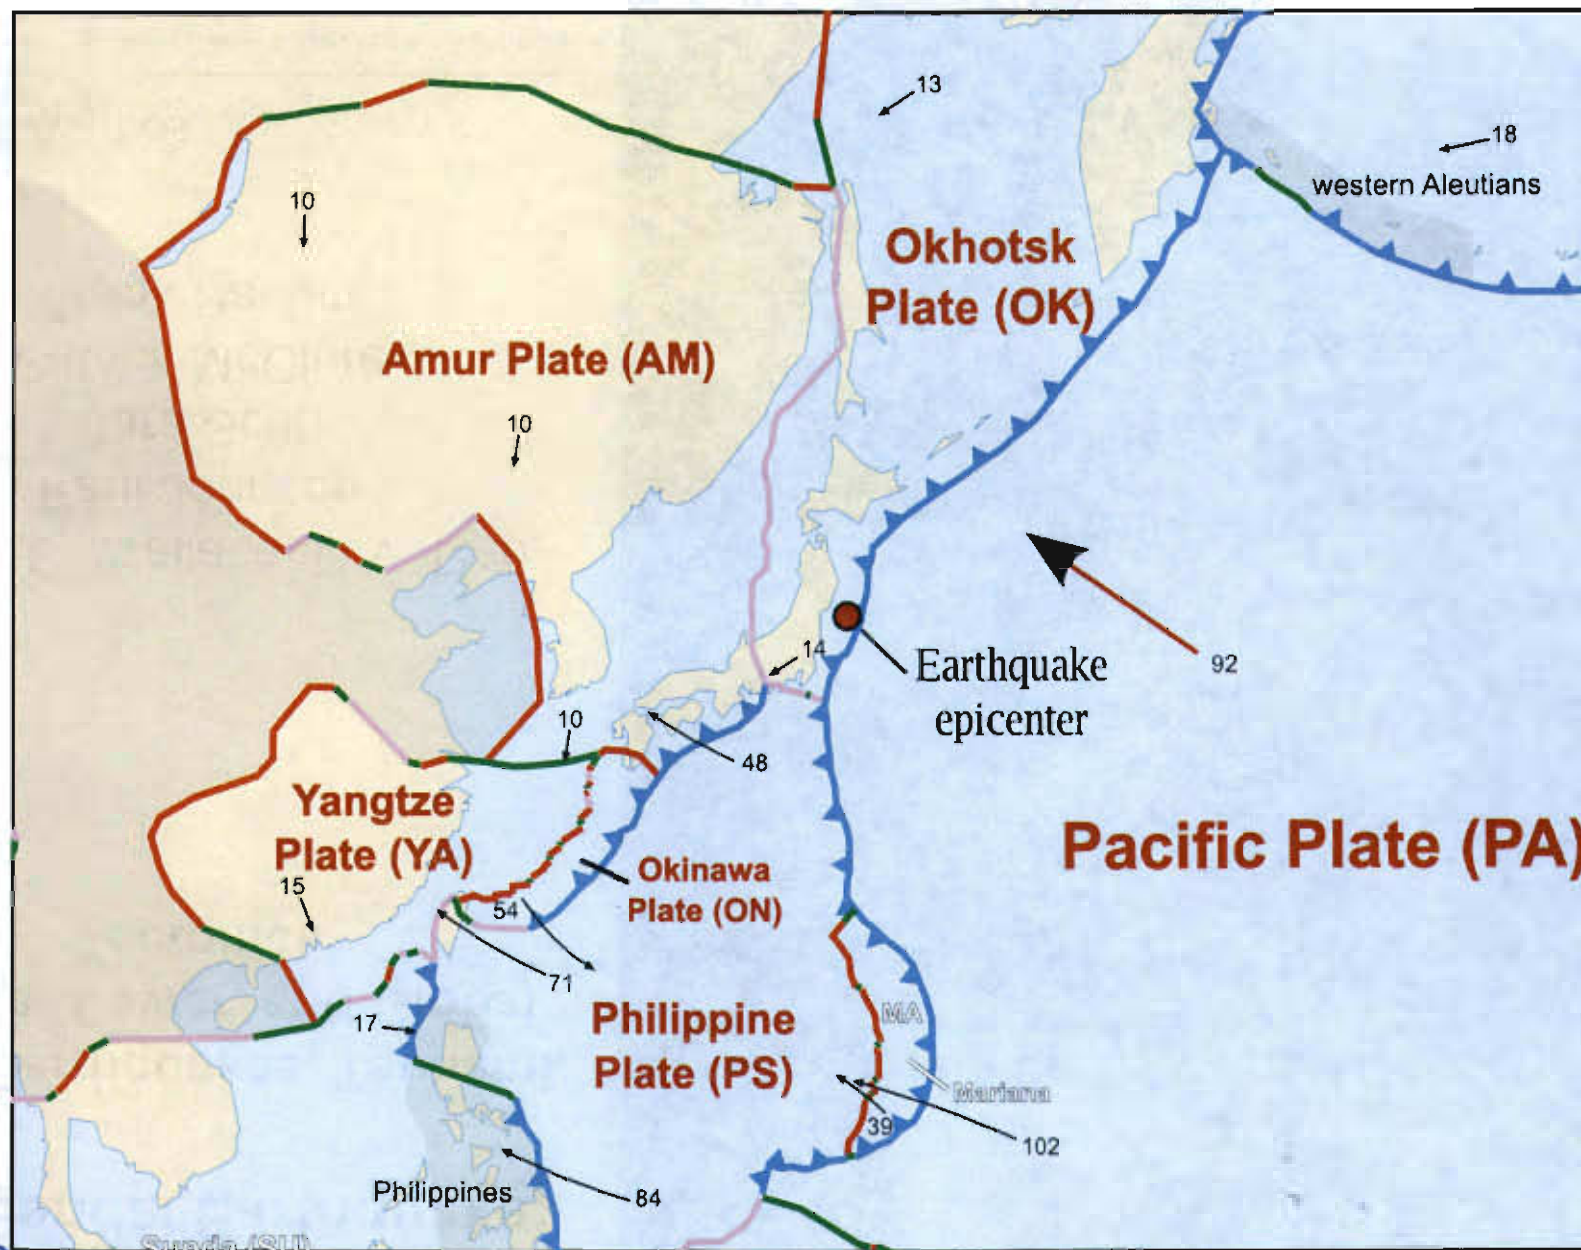 13
18
western Aleutians
10
Okhotsk
Plate (OK)
Amur Plate (AM)
10
14
Earthquake
epicenter
92
10
48
Yangtze
Plate (YA)
Pacific Plate (PA)
Okinawa
Plate (ON)
15
54
71
17
Philippine
Plate (PS)
MA
Mariana
39
102
Philippines
84
Sunda (SU)